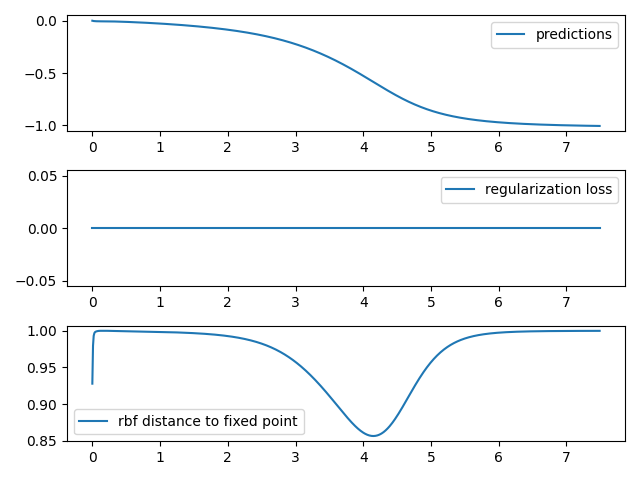 0.0
−0.5
−1.0
predictions
0 1 2 3 4 5 6 7
0.05
0.00
−0.05
regularization loss
0 1 2 3 4 5 6 7
1.00
0.95
0.90
0.85
rbf distance to fixed point
0 1 2 3 4 5 6 7